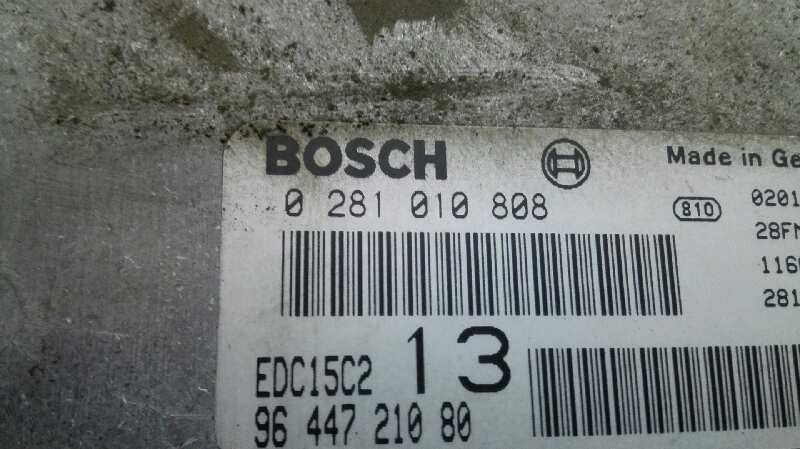 BOSCH Made in Ge
0 281 010 808 810 0201
28FM
116
281
EDC15C2 13
96 447 210 80